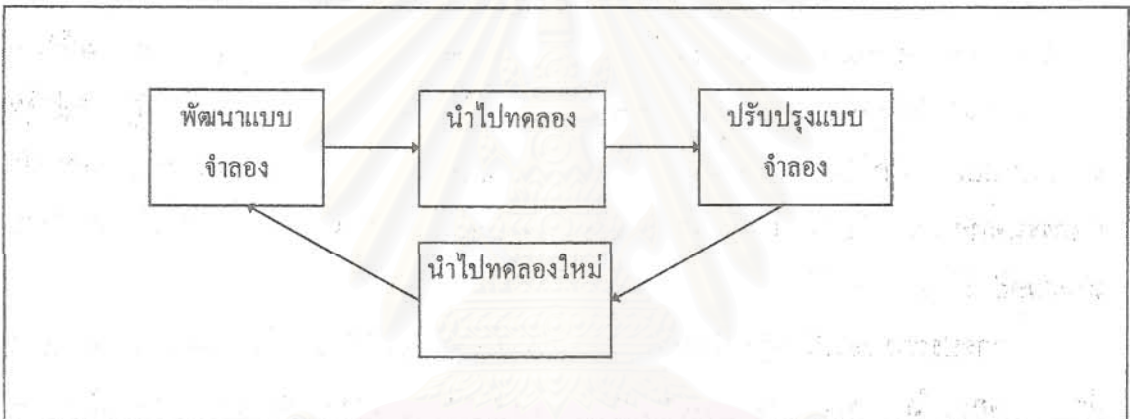 พัฒนาแบบ
จำลอง
นำไปทดลอง
ปรับปรุงแบบ
จำลอง
นำไปทดลองใหม่